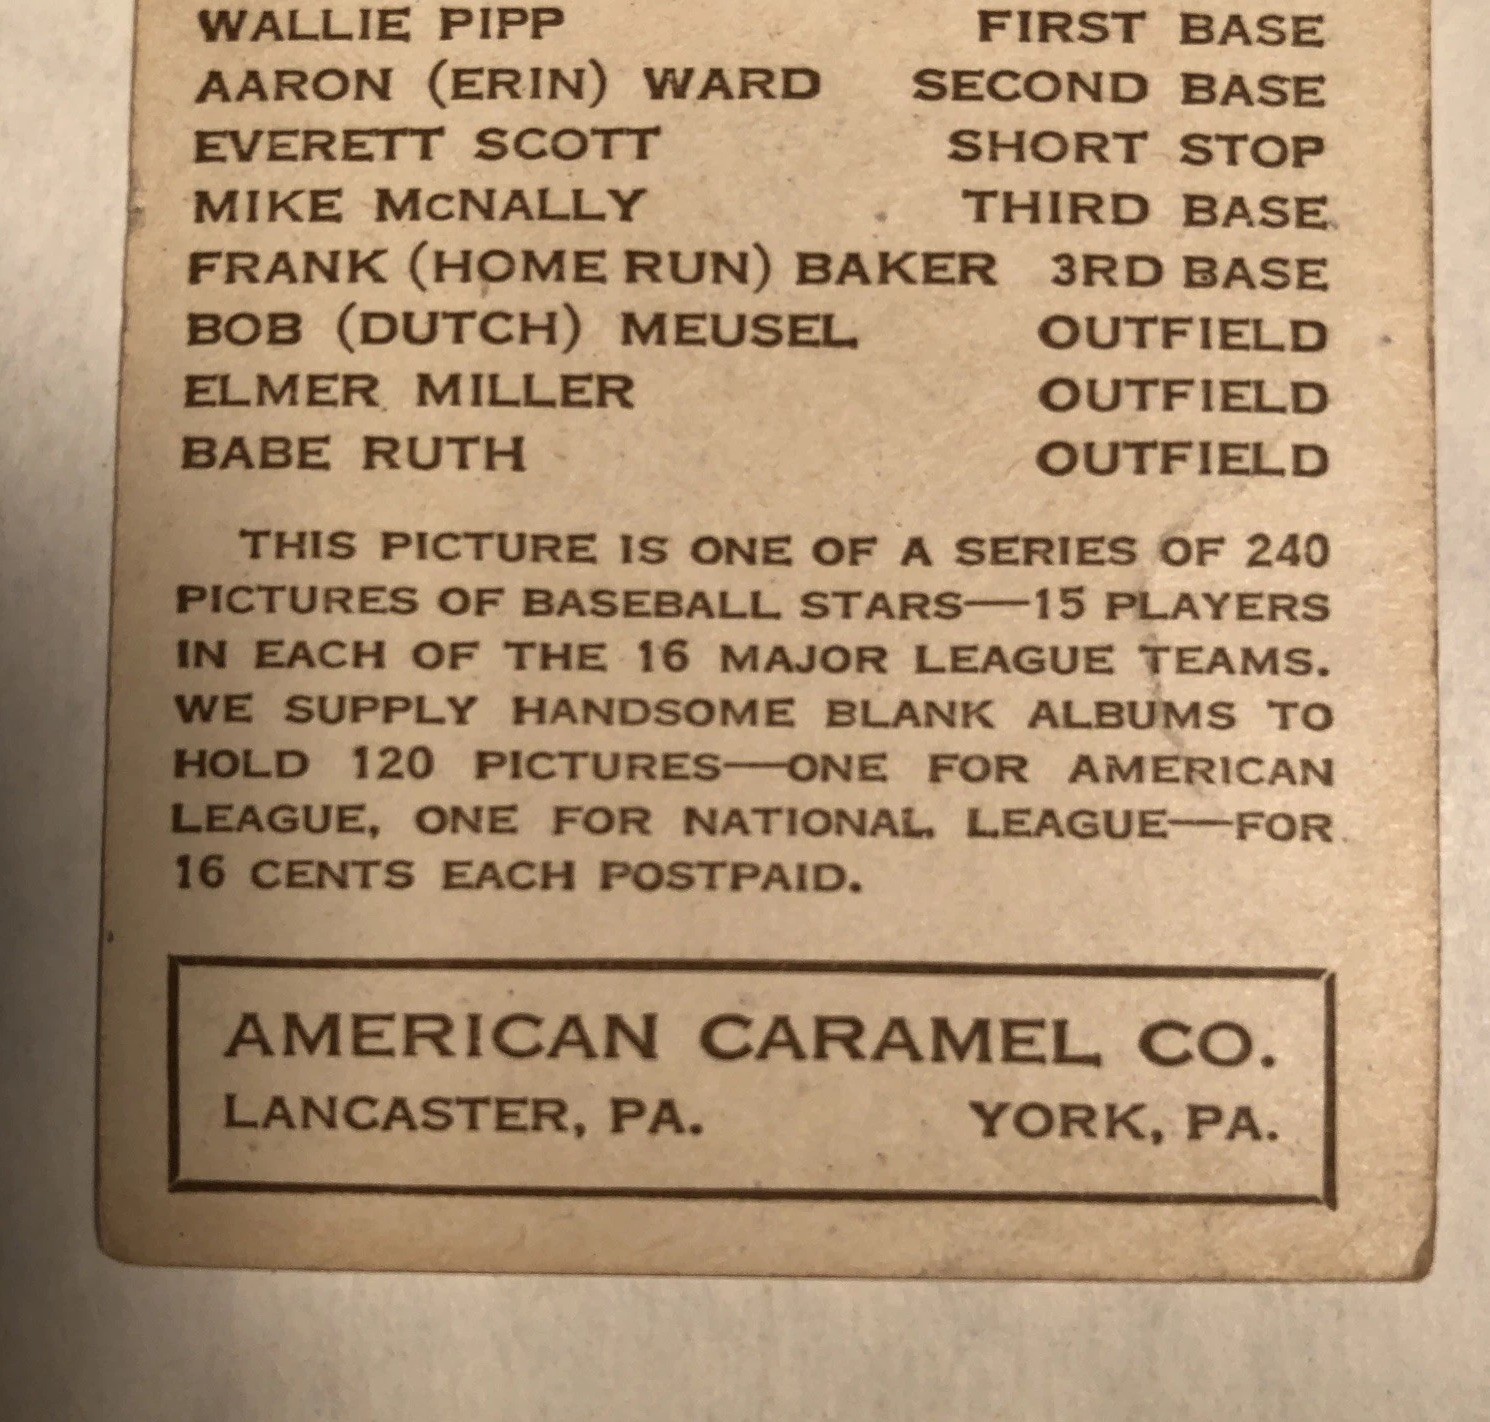 WALLIE PIPP FIRST BASE
AARON (ERIN) WARD SECOND BASE
EVERETT SCOTT SHORT STOP
MIKE McNALLY THIRD BASE
FRANK (HOME RUN) BAKER 3RD BASE
BOB (DUTCH) MEUSEL OUTFIELD
ELMER MILLER OUTFIELD
BABE RUTH OUTFIELD
THIS PICTURE IS ONE OF A SERIES OF 240
PICTURES OF BASEBALL STARS—15 PLAYERS
IN EACH OF THE 16 MAJOR LEAGUE TEAMS.
WE SUPPLY HANDSOME BLANK ALBUMS TO
HOLD 120 PICTURES—ONE FOR AMERICAN
LEAGUE, ONE FOR NATIONAL LEAGUE—FOR
16 CENTS EACH POSTPAID.
AMERICAN CARAMEL CO.
LANCASTER, PA. YORK, PA.